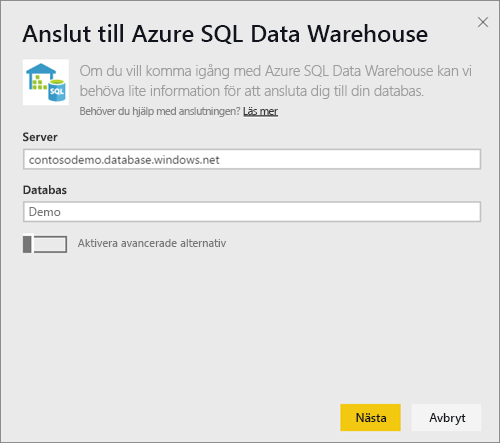 Anslut till Azure SQL Data Warehouse
SQL
Om du vill komma igång med Azure SQL Data Warehouse kan vi
behöva lite information för att ansluta dig till din databas.
Behöver du hjälp med anslutningen? Läs mer
Server
contosodemo.database.windows.net
Databas
Demo
Aktivera avancerade alternativ
Nästa
Avbryt